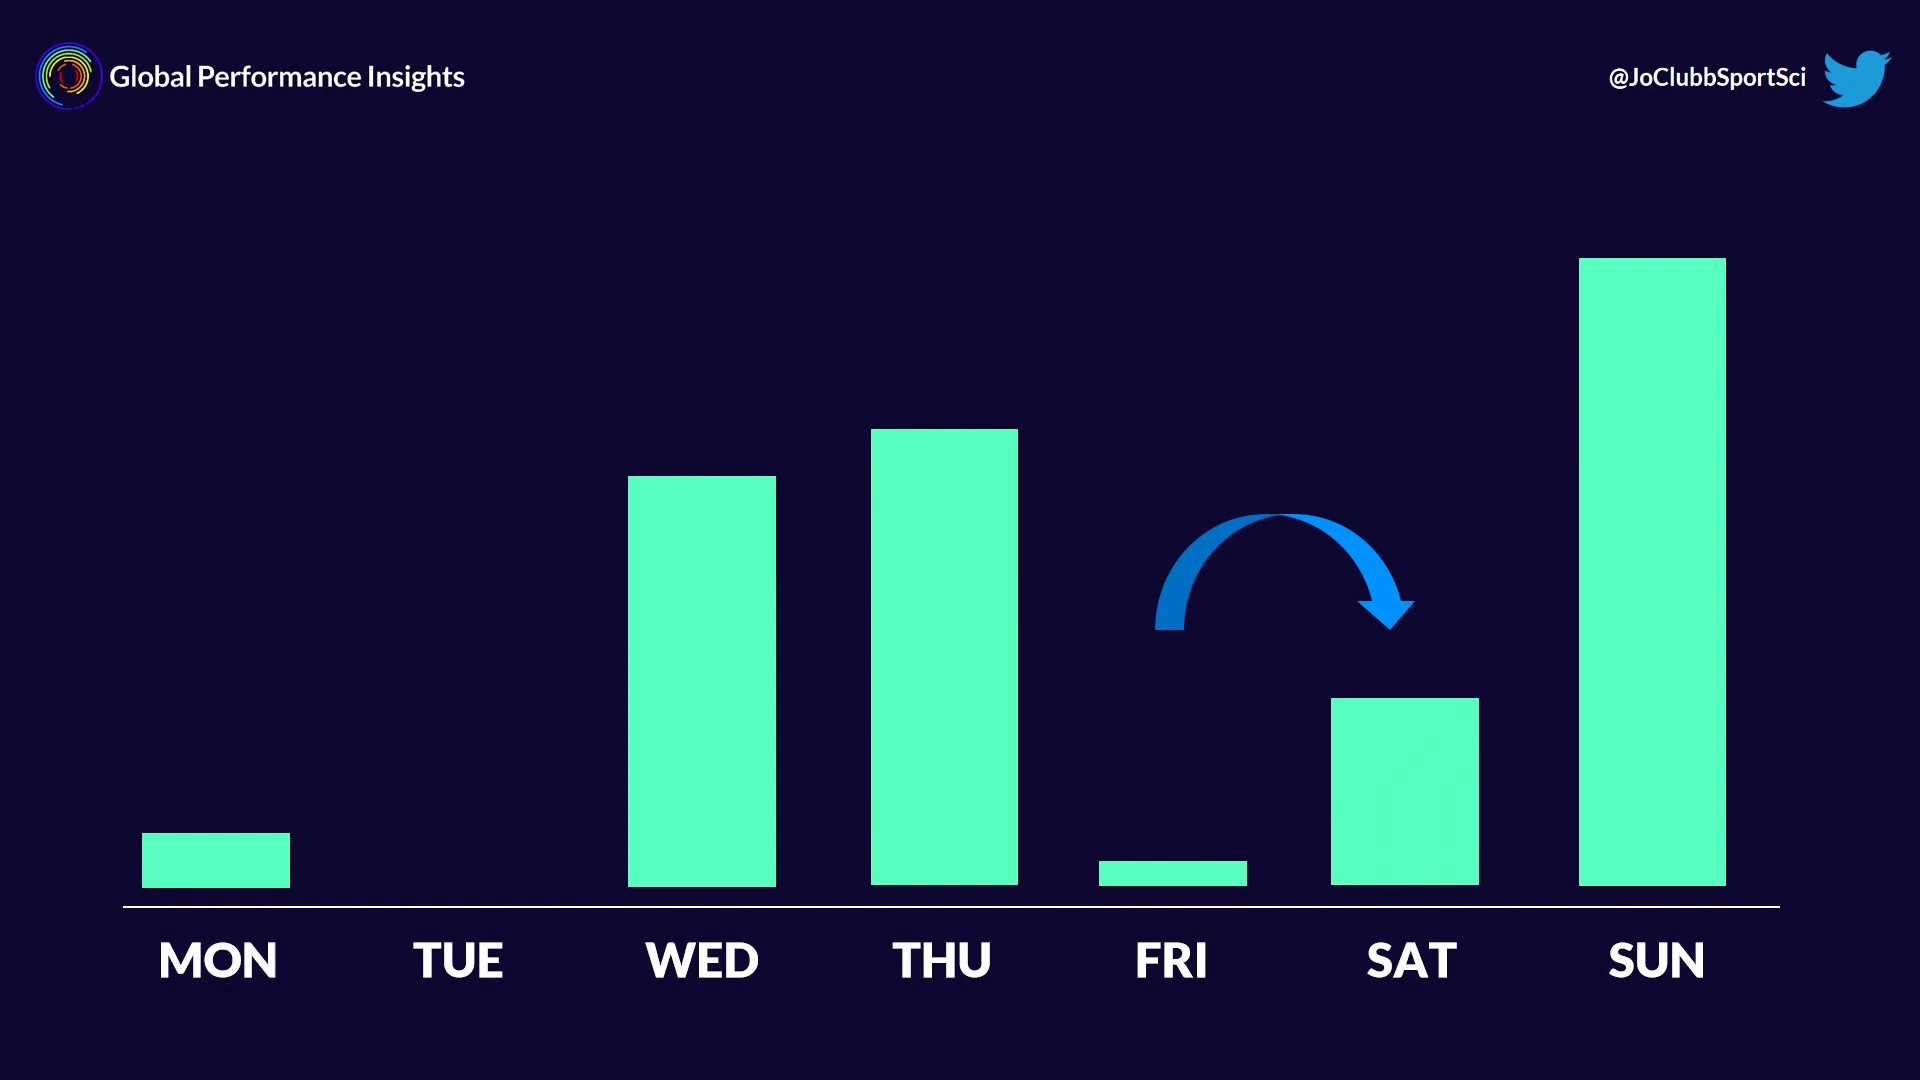 Global Performance Insights
@JoClubbSportSci
MON TUE WED THU FRI SAT SUN